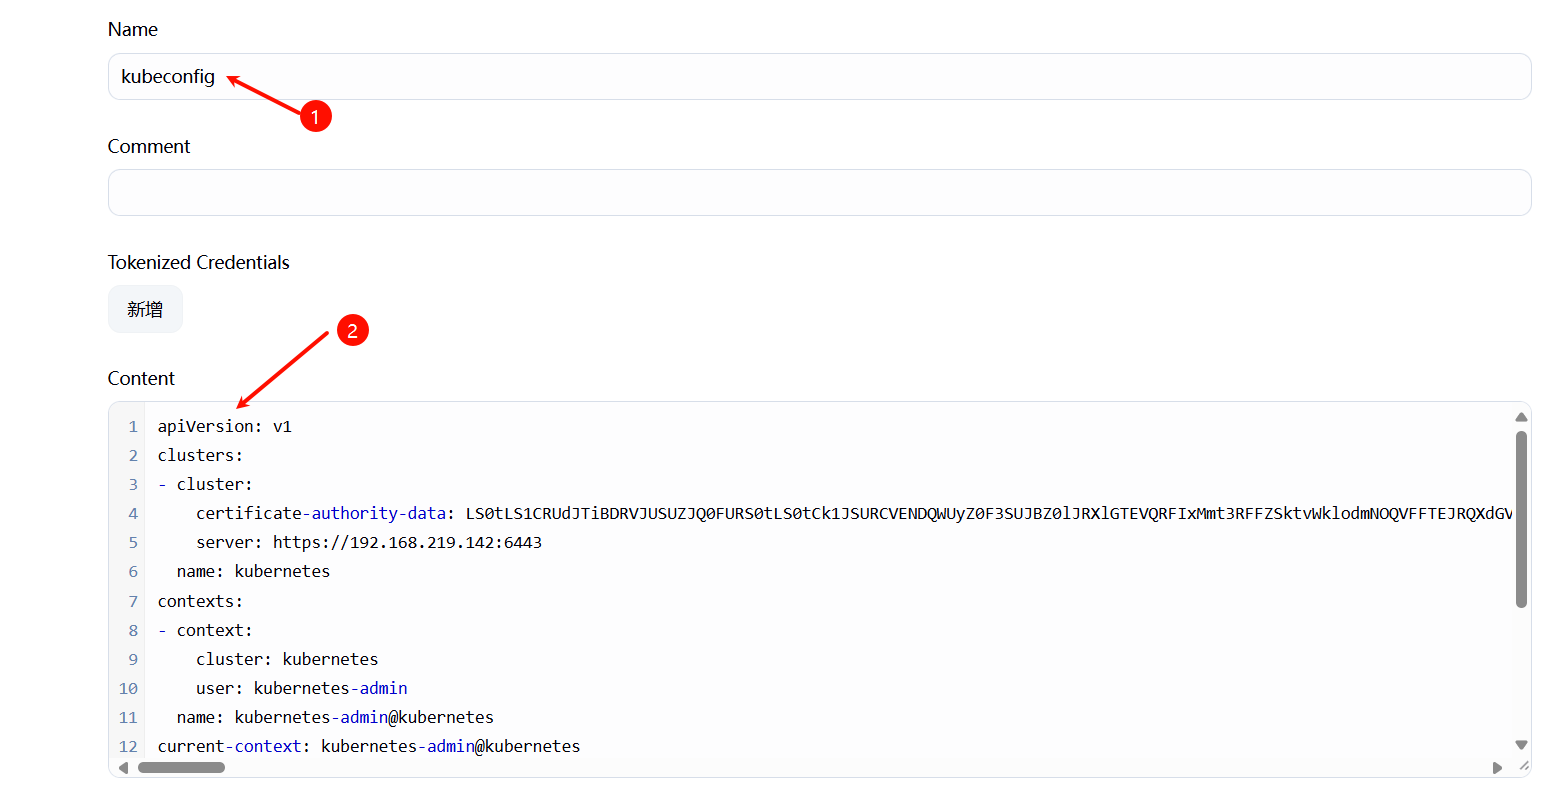 Name
kubeconfig
1
Comment
Tokenized Credentials
新增
2
Content
1 apiVersion: v1
2 clusters:
3 - cluster:
4     certificate-authority-data: LS0tLS1CRUdJTiBDRVJUSUZJQ0FURS0tLS0tCk1JSURCVENDQWUyZ0F3SUJBZ0lJRXlGTEVQRFIxMmt3RFFZSktvWklodmNOQVFFTEJRQXdGV
5     server: https://192.168.219.142:6443
6   name: kubernetes
7 contexts:
8 - context:
9     cluster: kubernetes
10     user: kubernetes-admin
11   name: kubernetes-admin@kubernetes
12 current-context: kubernetes-admin@kubernetes